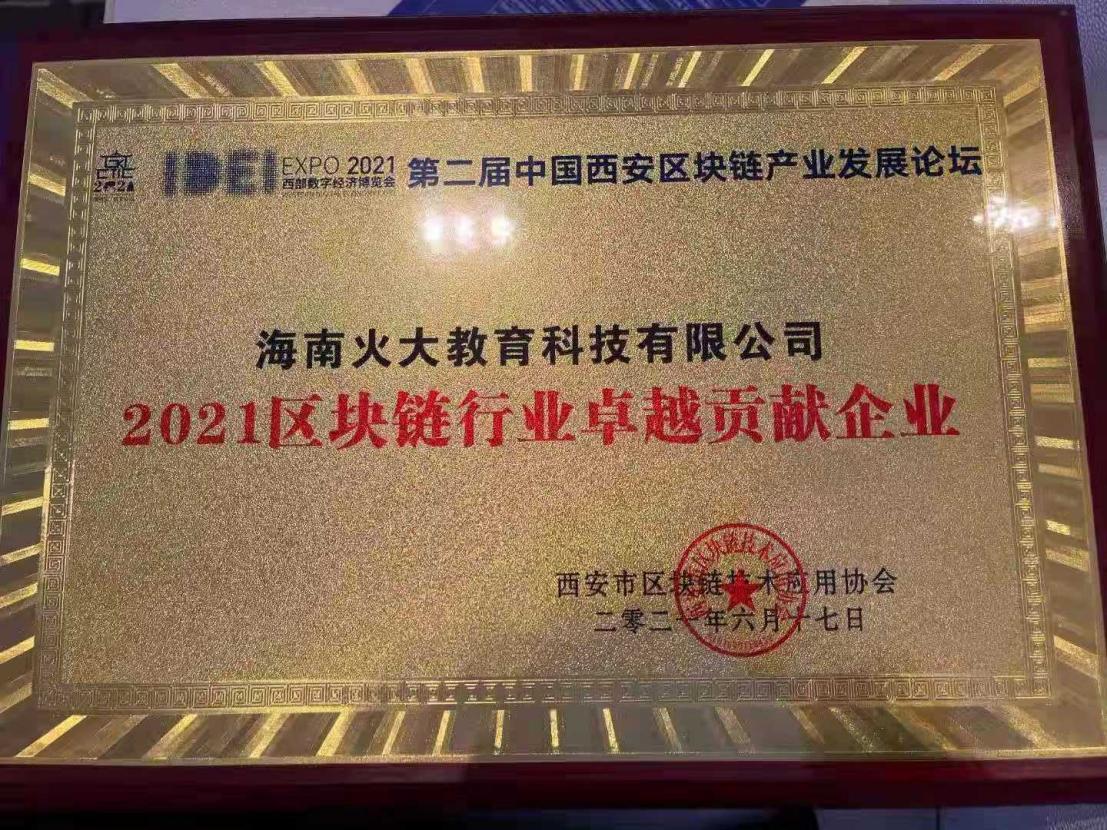 IDEI EXPO 2021 西部数字经济博览会 第二届中国西安区块链产业发展论坛
海南火大教育科技有限公司
2021区块链行业卓越贡献企业
西安市区块链技术应用协会
二零二一年六月十七日